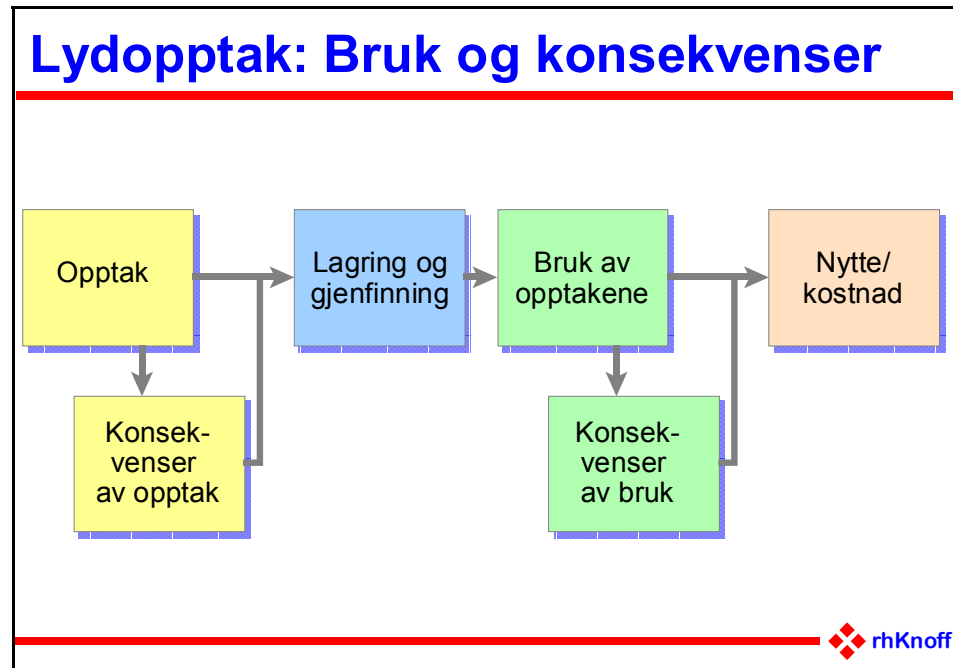 Lydopptak: Bruk og konsekvenser
Opptak
Lagring og
gjenfinning
Bruk av
opptakene
Nytte/
kostnad
Konsek-
venser
av opptak
Konsek-
venser
av bruk
rhKnoff